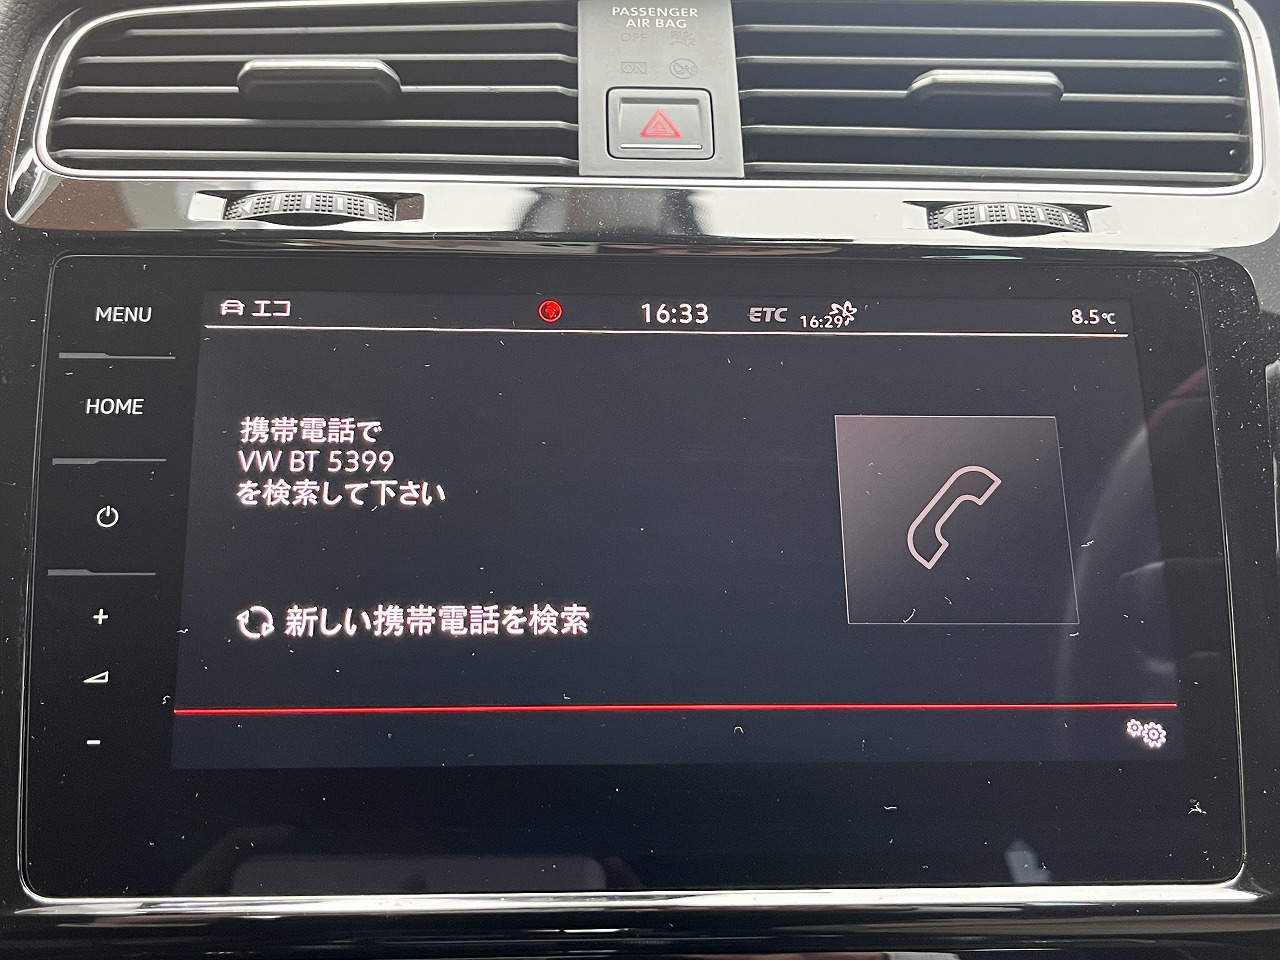 PASSENGER
AIR BAG
OFF
ON
MENU
HOME
エコ
16:33
ETC
16:29
8.5℃
携帯電話で
VW BT 5399
を検索して下さい
新しい携帯電話を検索